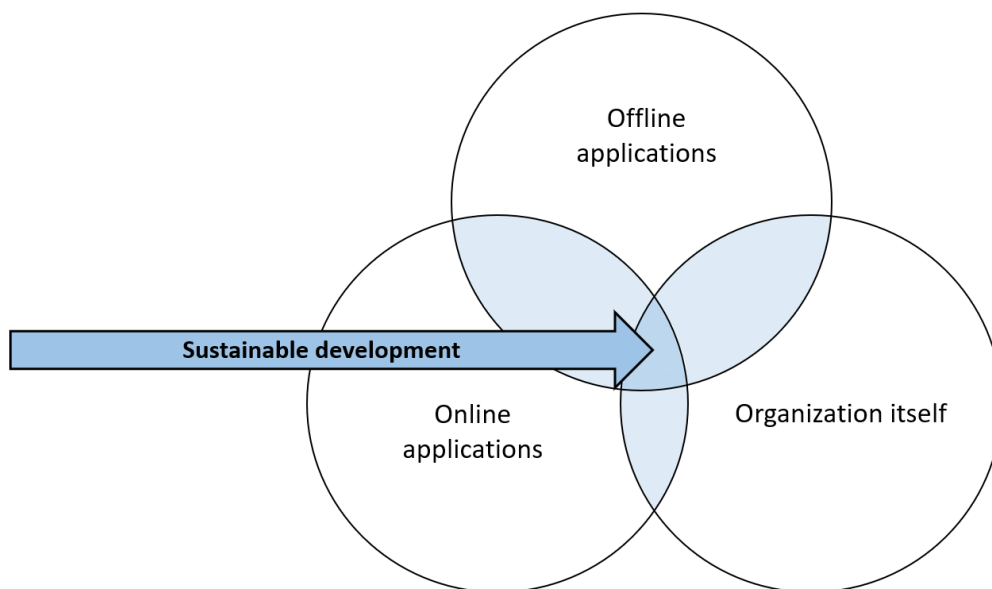 Offline
applications
Sustainable development
Online
applications
Organization itself